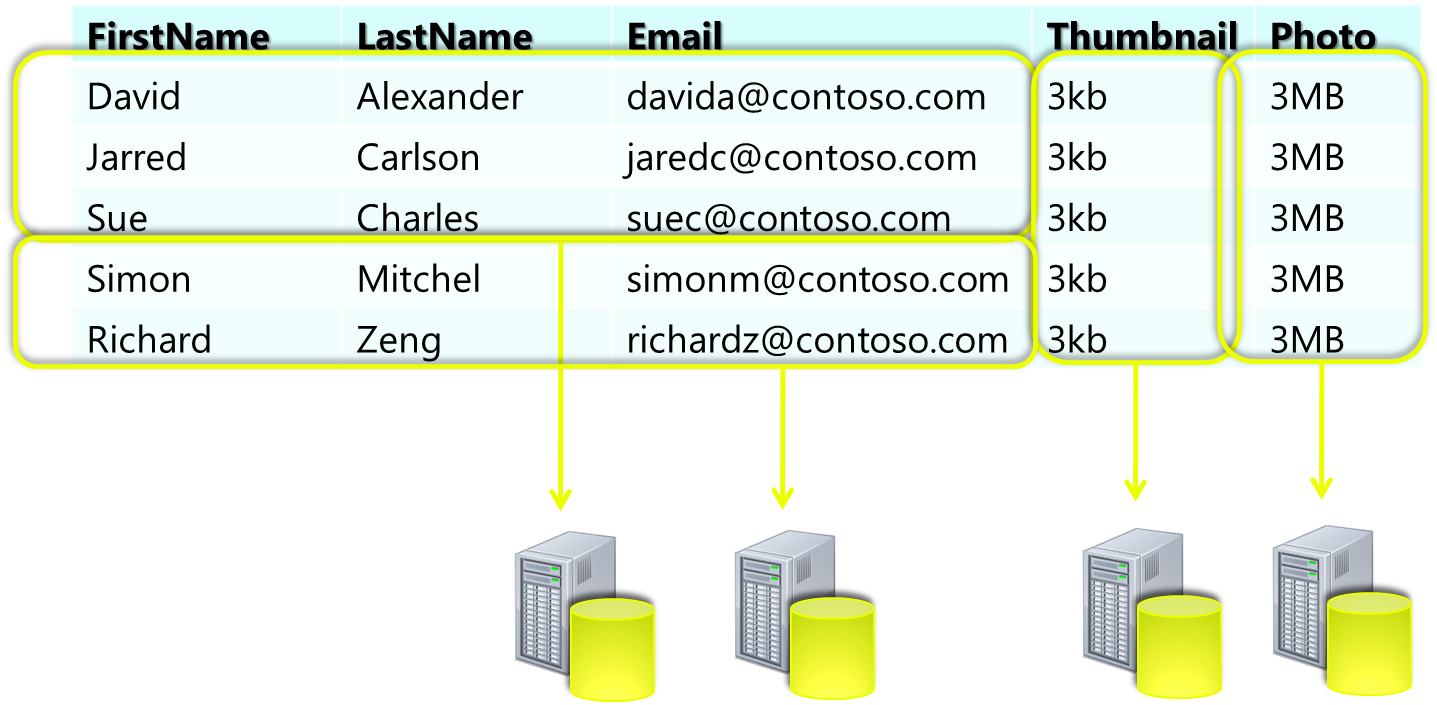 FirstName LastName Email Thumbnail Photo
David Alexander davida@contoso.com 3kb 3MB
Jarred Carlson jaredc@contoso.com 3kb 3MB
Sue Charles suec@contoso.com 3kb 3MB
Simon Mitchel simonm@contoso.com 3kb 3MB
Richard Zeng richardz@contoso.com 3kb 3MB